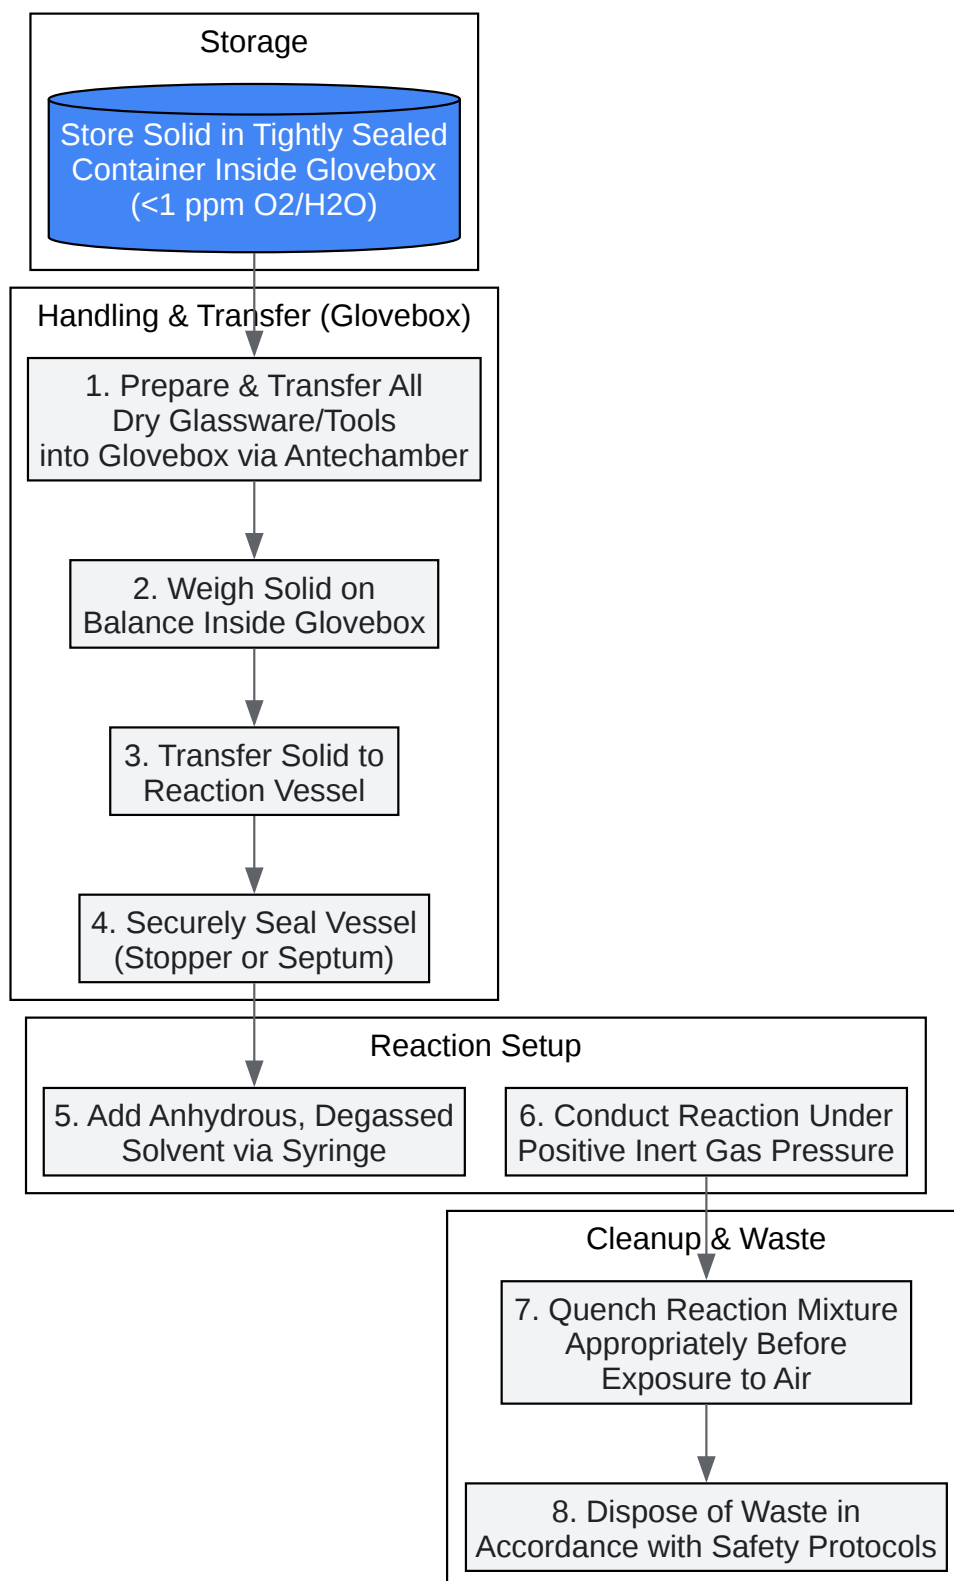 Storage
Store Solid in Tightly Sealed
Container Inside Glovebox
(<1 ppm O2/H2O)
Handling & Transfer (Glovebox)
1. Prepare & Transfer All
Dry Glassware/Tools
into Glovebox via Antechamber
2. Weigh Solid on
Balance Inside Glovebox
3. Transfer Solid to
Reaction Vessel
4. Securely Seal Vessel
(Stopper or Septum)
Reaction Setup
5. Add Anhydrous, Degassed
Solvent via Syringe
6. Conduct Reaction Under
Positive Inert Gas Pressure
Cleanup & Waste
7. Quench Reaction Mixture
Appropriately Before
Exposure to Air
8. Dispose of Waste in
Accordance with Safety Protocols